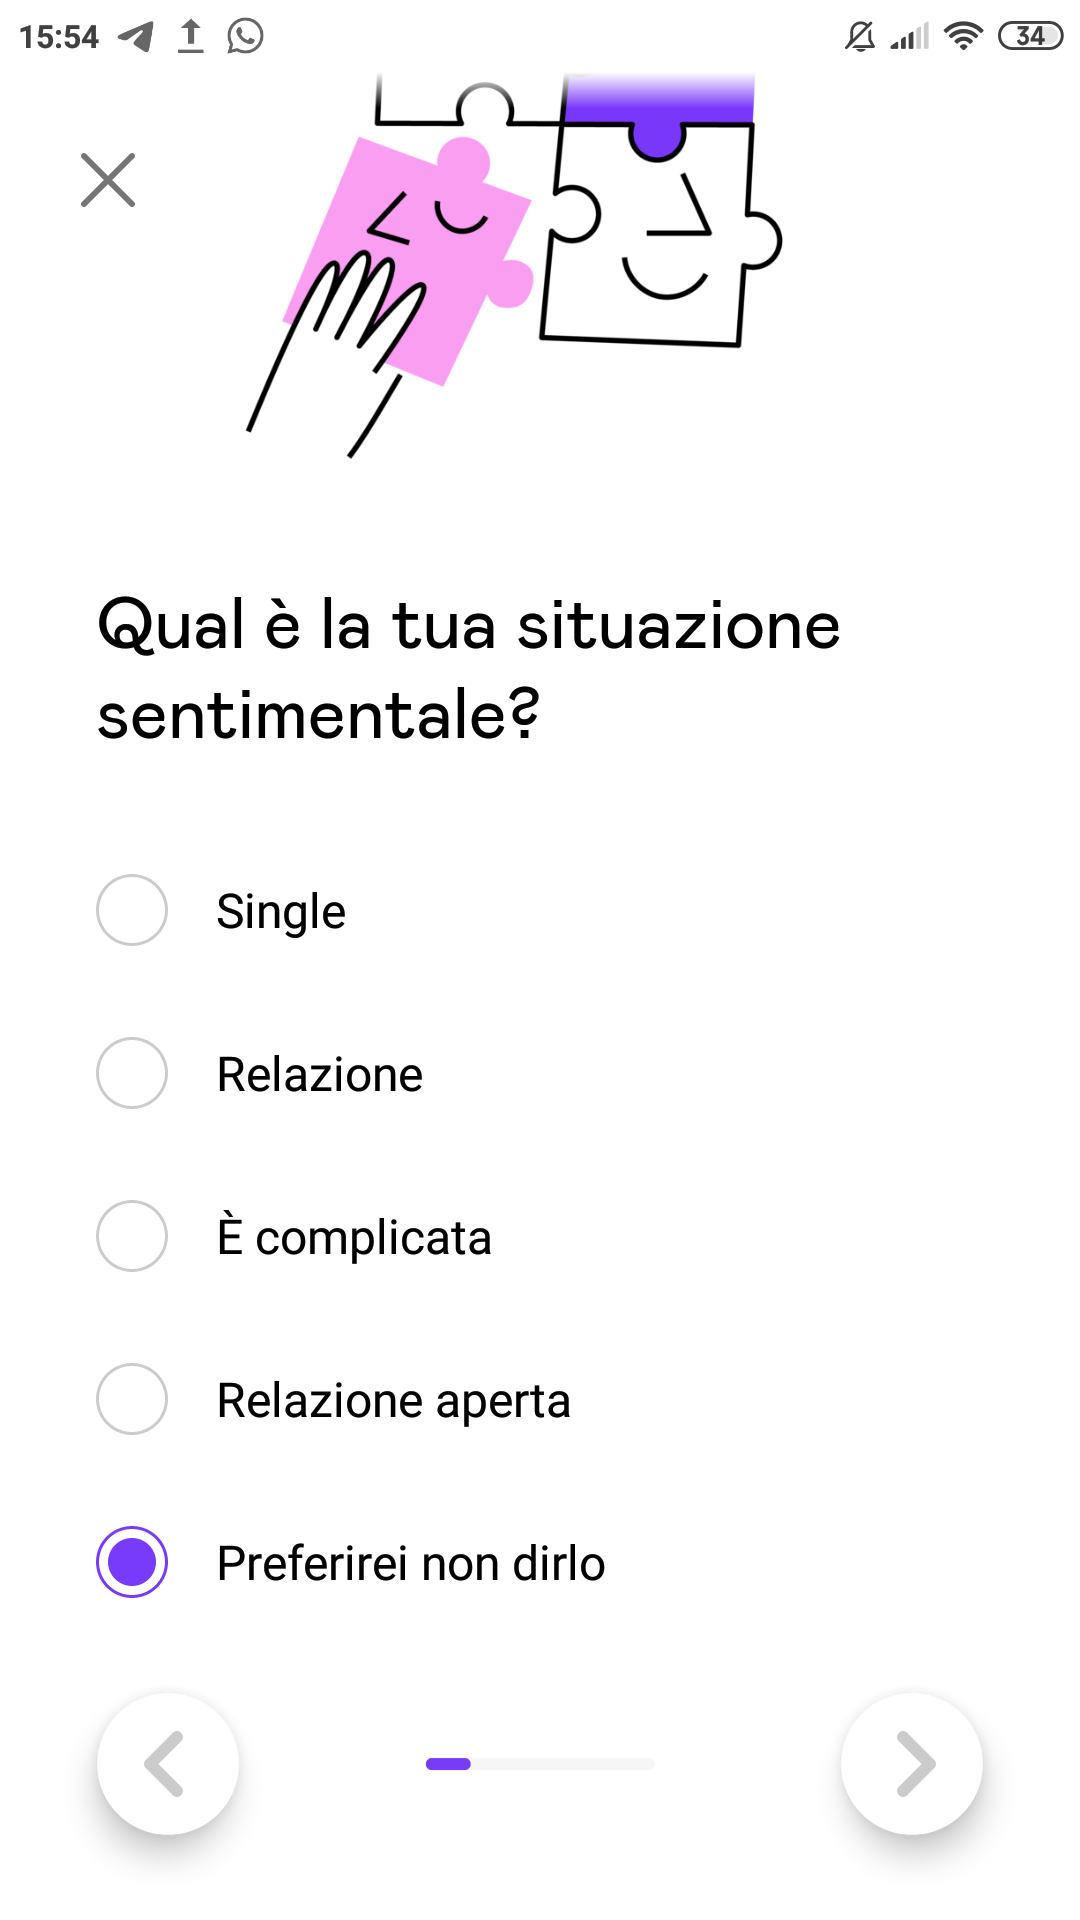 15:54
34
Qual è la tua situazione
sentimentale?
Single
Relazione
È complicata
Relazione aperta
Preferirei non dirlo